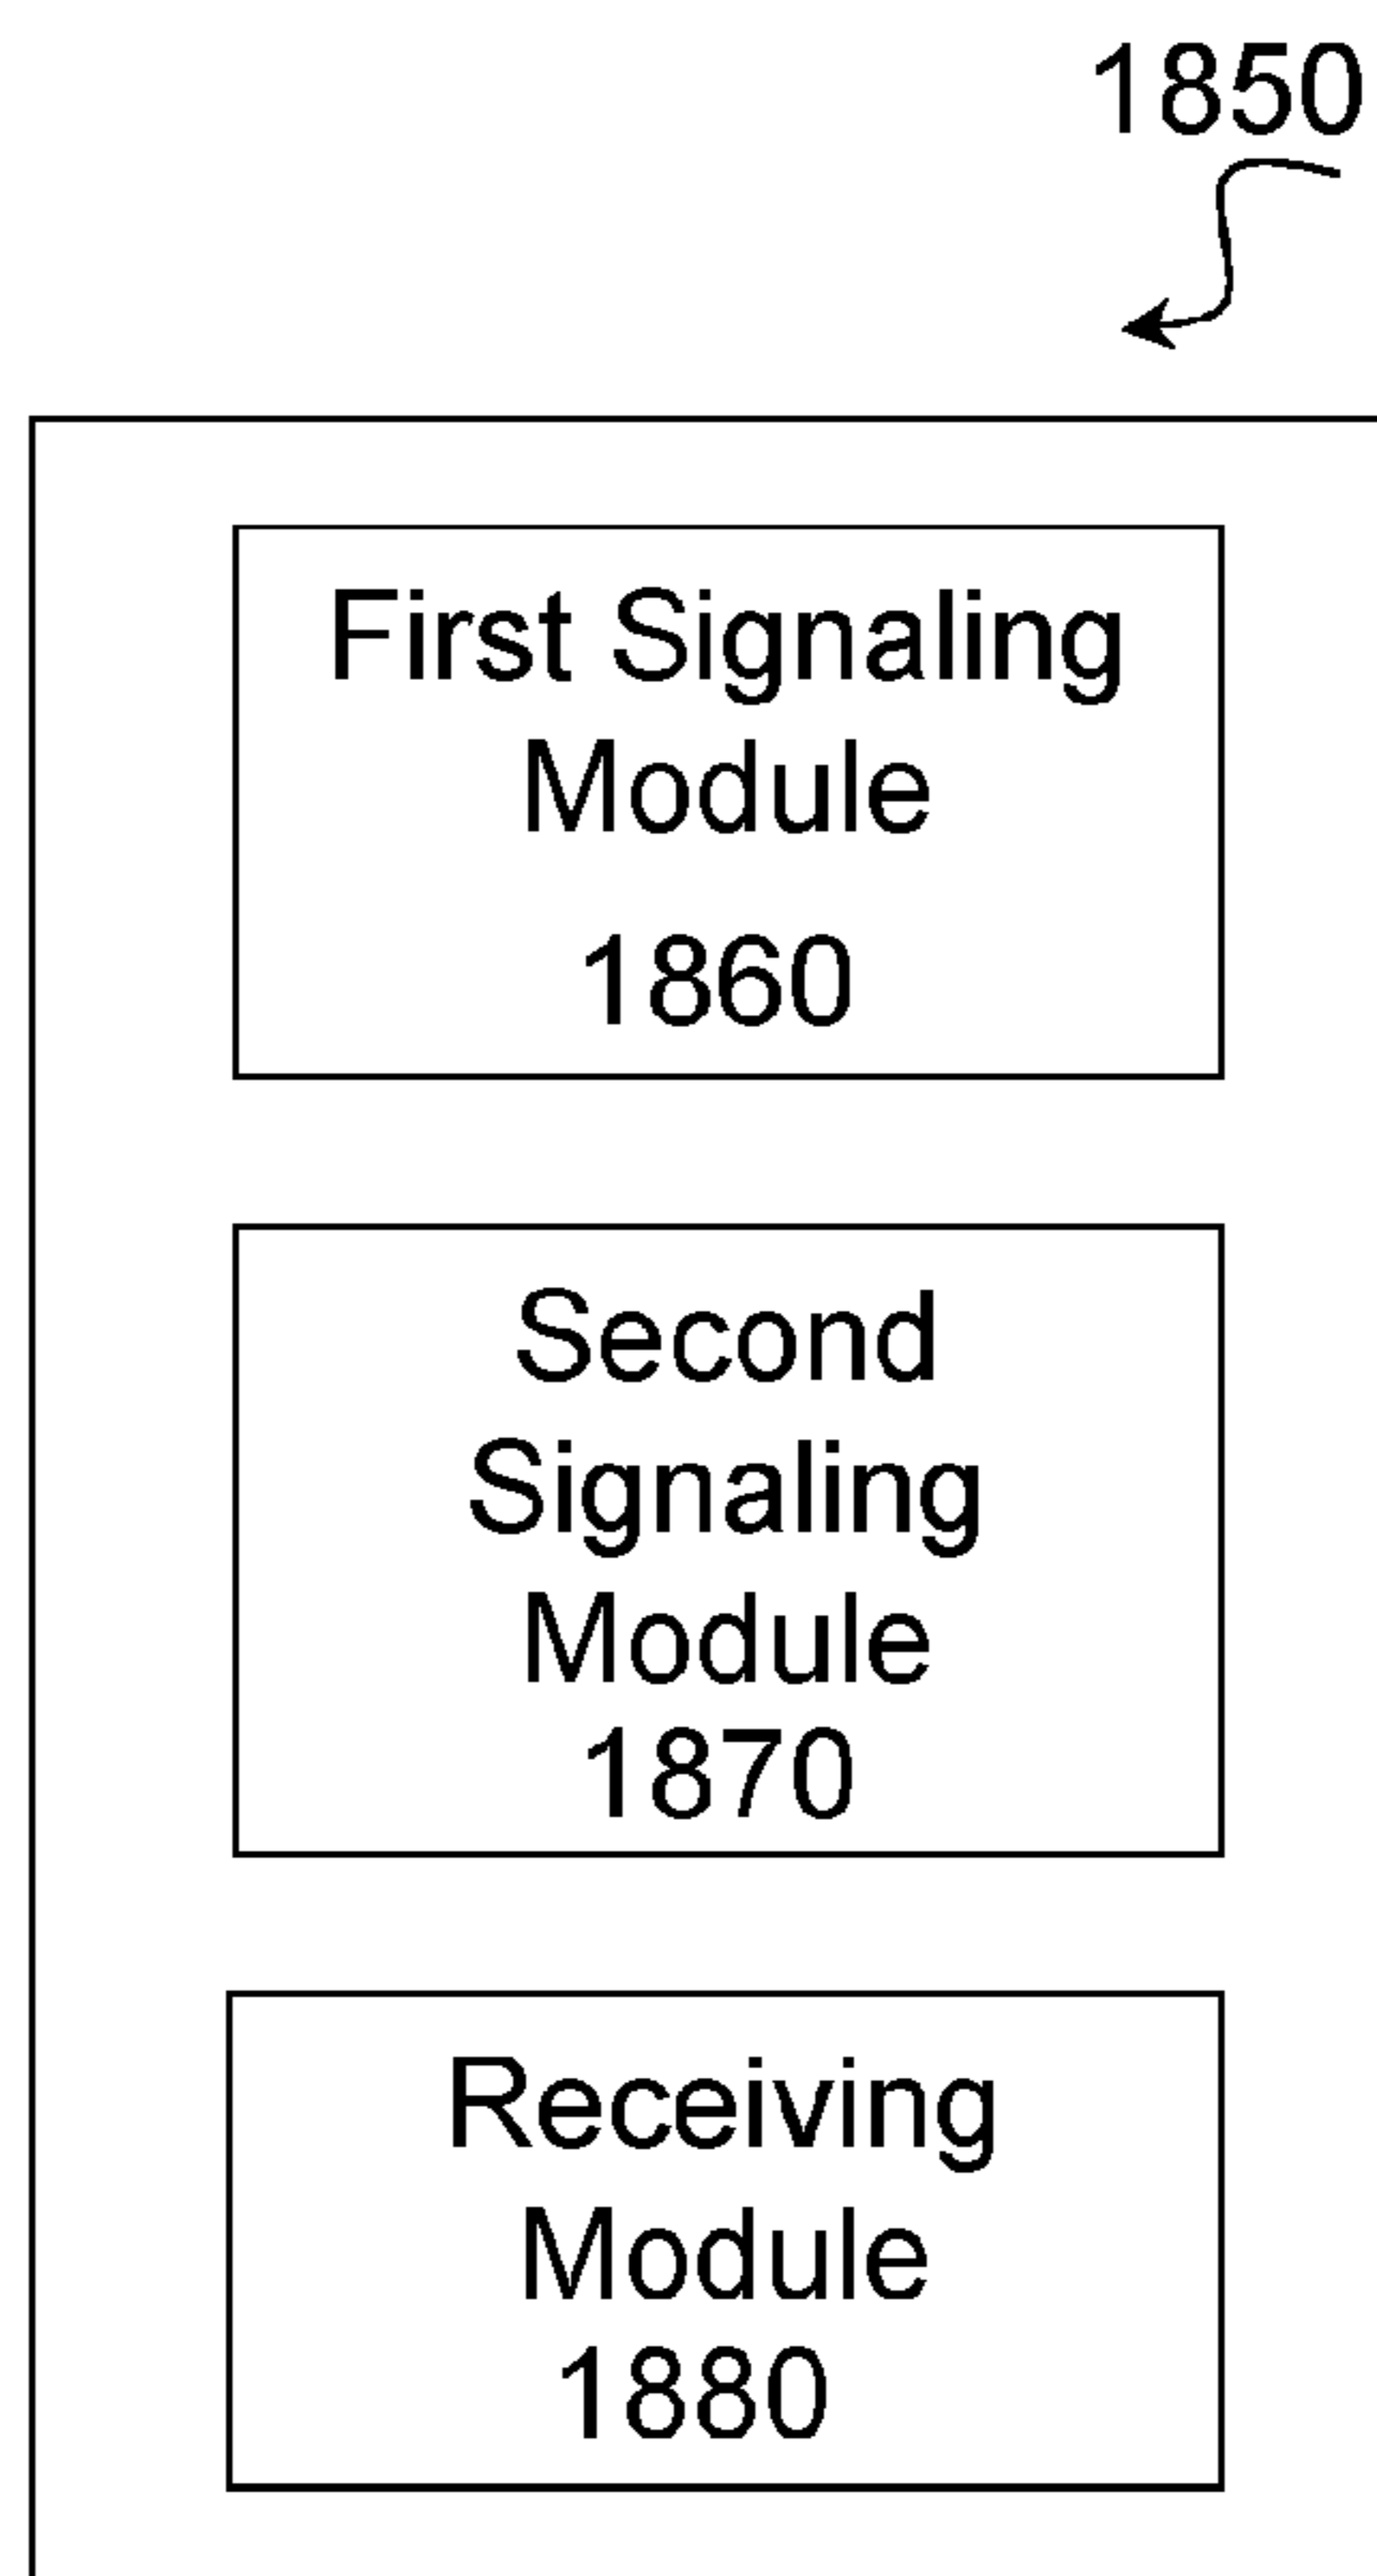 1850
First Signaling
Module
1860
Second
Signaling
Module
1870
Receiving
Module
1880